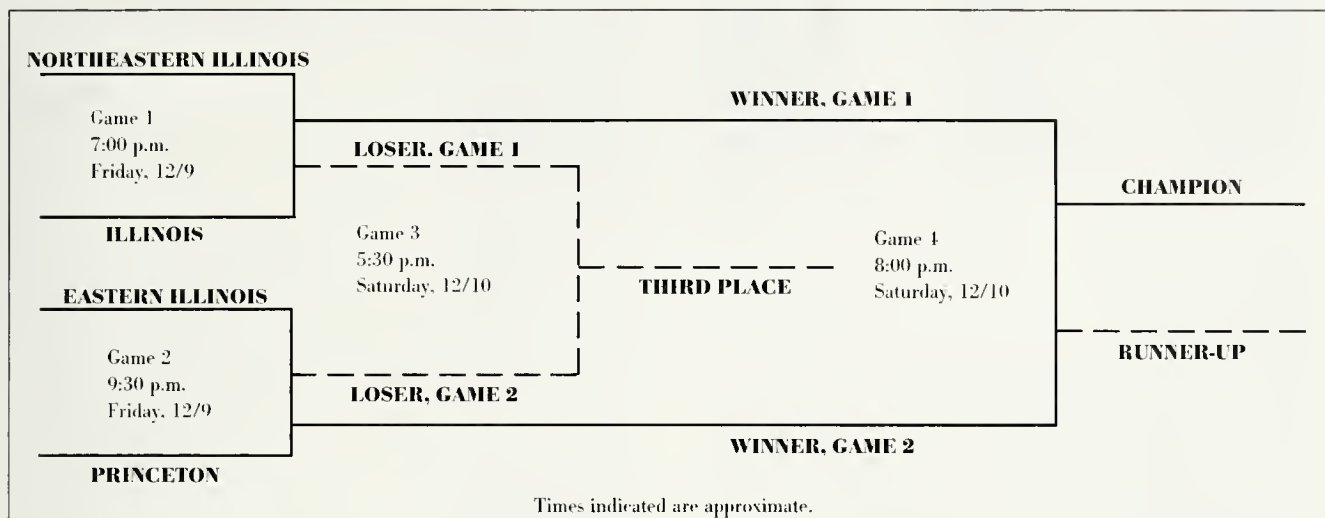 NORTHEASTERN ILLINOIS
Game 1
7:00 p.m.
Friday, 12/9
ILLINOIS
EASTERN ILLINOIS
Game 2
9:30 p.m.
Friday, 12/9
PRINCETON
WINNER, GAME 1
LOSER. GAME 1
Game 3
5:30 p.m.
Saturday, 12/10
THIRD PLACE
LOSER, GAME 2
WINNER, GAME 2
Game 4
8:00 p.m.
Saturday, 12/10
CHAMPION
RUNNER-UP
Times indicated are approximate.